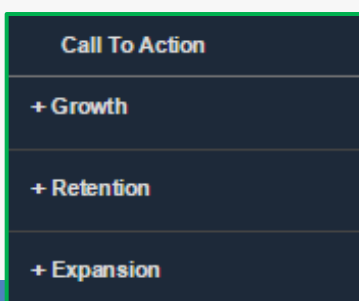 Call To Action
+ Growth
+ Retention
+ Expansion